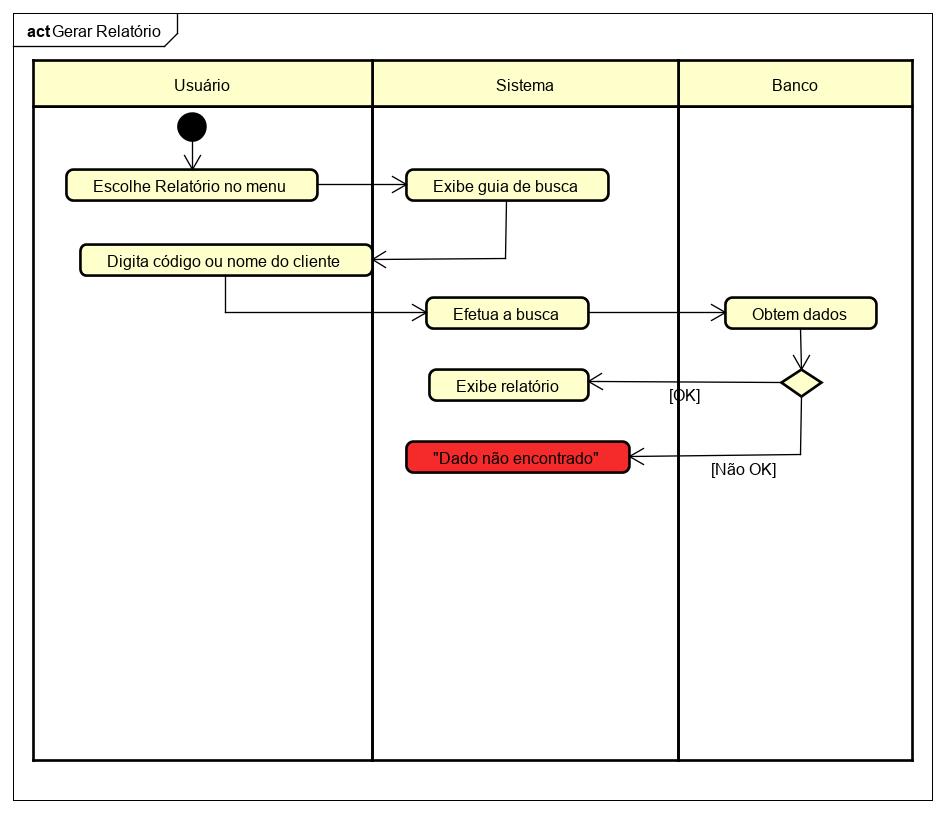 act Gerar Relatório
Usuário
Sistema
Banco
Escolhe Relatório no menu
Exibe guia de busca
Digita código ou nome do cliente
Efetua a busca
Obtem dados
Exibe relatório
[OK]
"Dado não encontrado"
[Não OK]